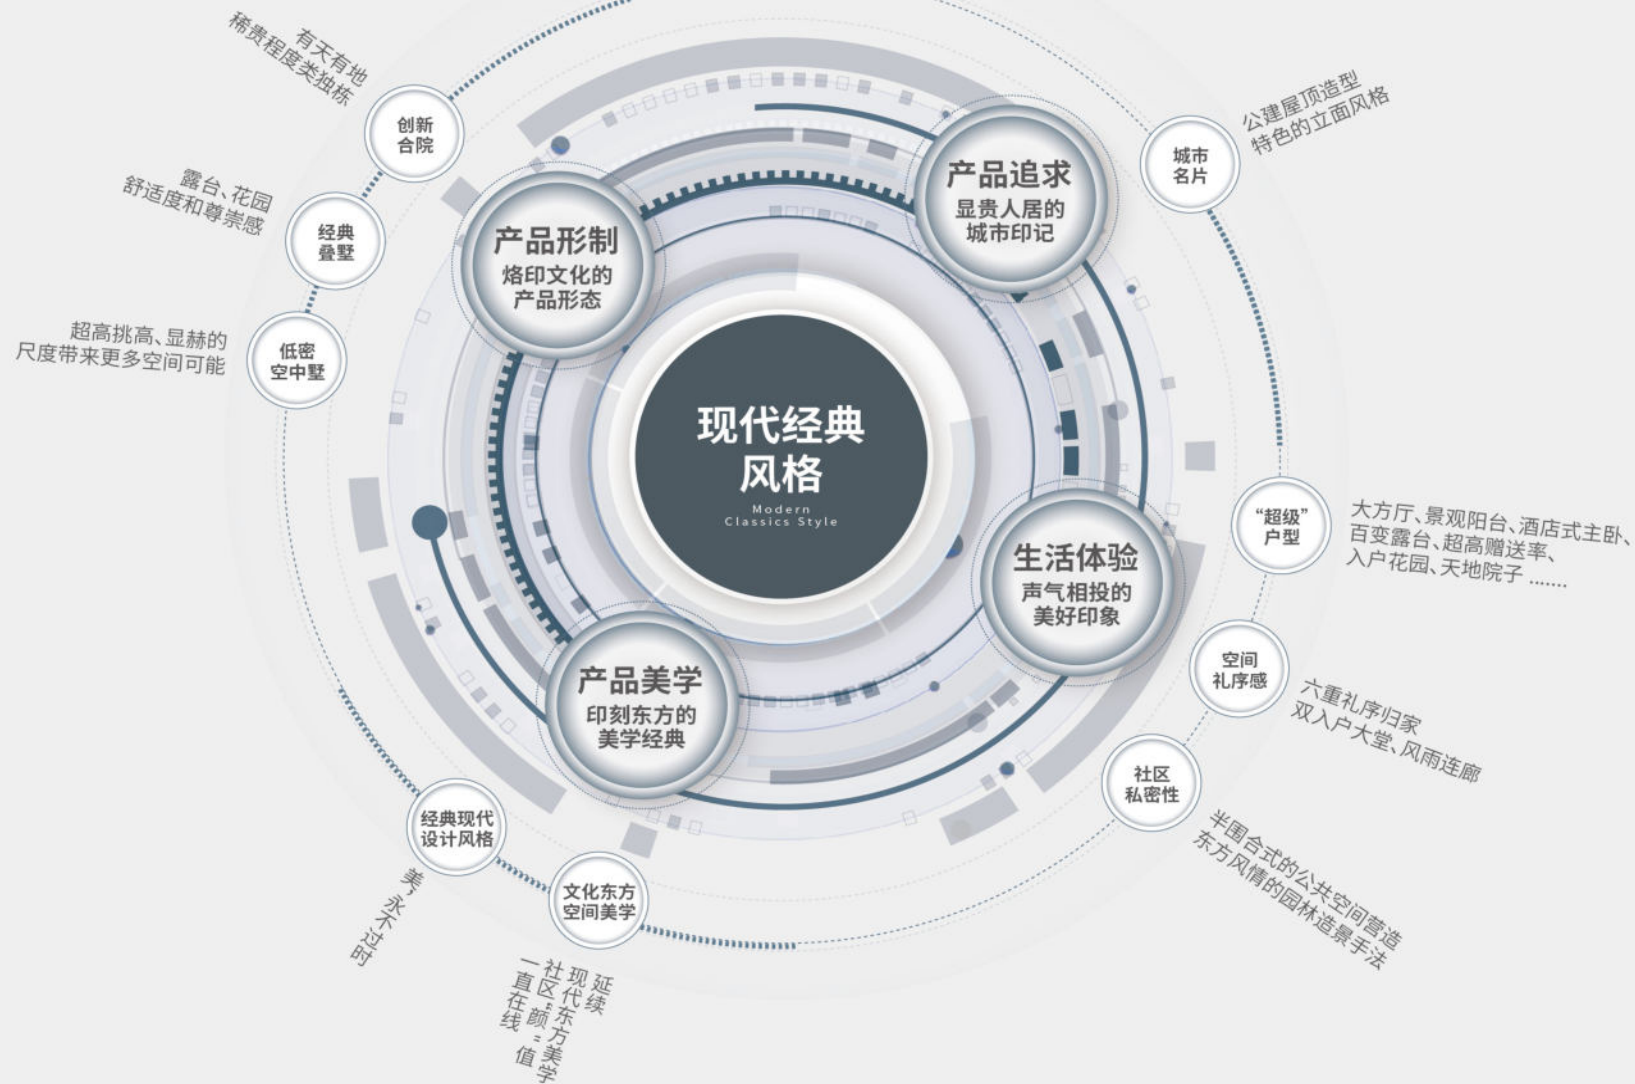 现代经典
风格
Modern
Classics Style
产品形制
烙印文化的
产品形态
创新
合院
有天有地
稀贵程度类独栋
经典
叠墅
露台、花园
舒适度和尊崇感
低密
空中墅
超高挑高、显赫的
尺度带来更多空间可能
产品追求
显贵人居的
城市印记
城市
名片
公建屋顶造型
特色的立面风格
生活体验
声气相投的
美好印象
“超级”
户型
大方厅、景观阳台、酒店式主卧、
百变露台、超高赠送率、
入户花园、天地院子 .......
空间
礼序感
六重礼序归家
双入户大堂、风雨连廊
社区
私密性
半围合式的公共空间营造
东方风情的园林造景手法
产品美学
印刻东方的
美学经典
经典现代
设计风格
美，永不过时
文化东方
空间美学
延续
现代东方美学
社区“颜”值
一直在线